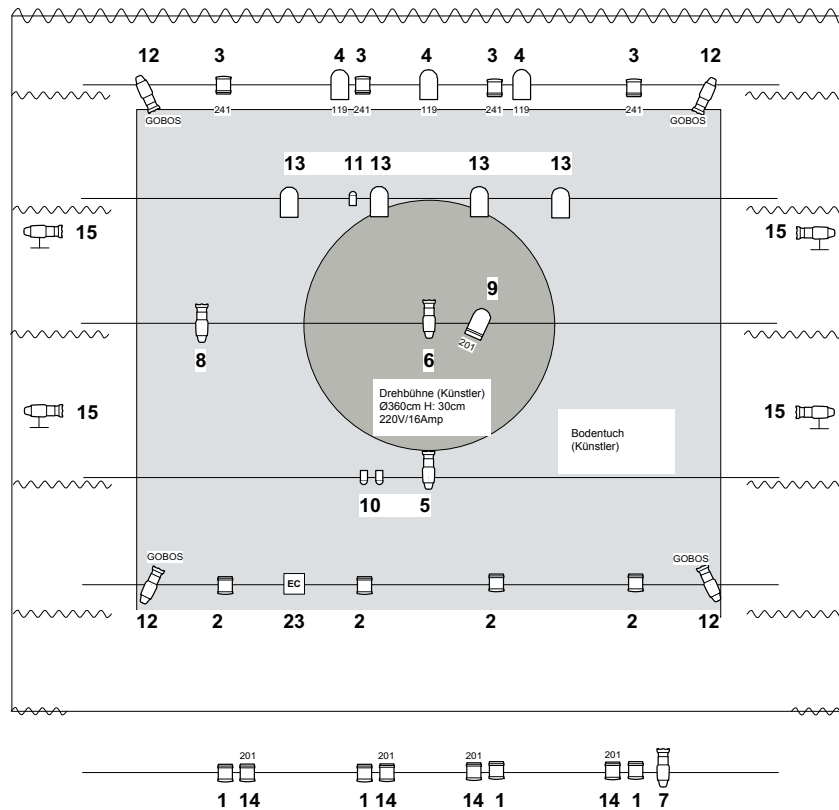 12 3 4 3 4 3 4 3 12
GOBOS 241 119 241 119 241 119 241 GOBOS
13 11 13 13 13
15 15
9
201
8 6
Drehbühne (Künstler)
Ø360cm H: 30cm
220V/16Amp
15 15
Bodentuch
(Künstler)
10 5
GOBOS GOBOS
EC
12 2 23 2 2 2 12
201 201 201 201
1 14 1 14 14 1 14 1 7